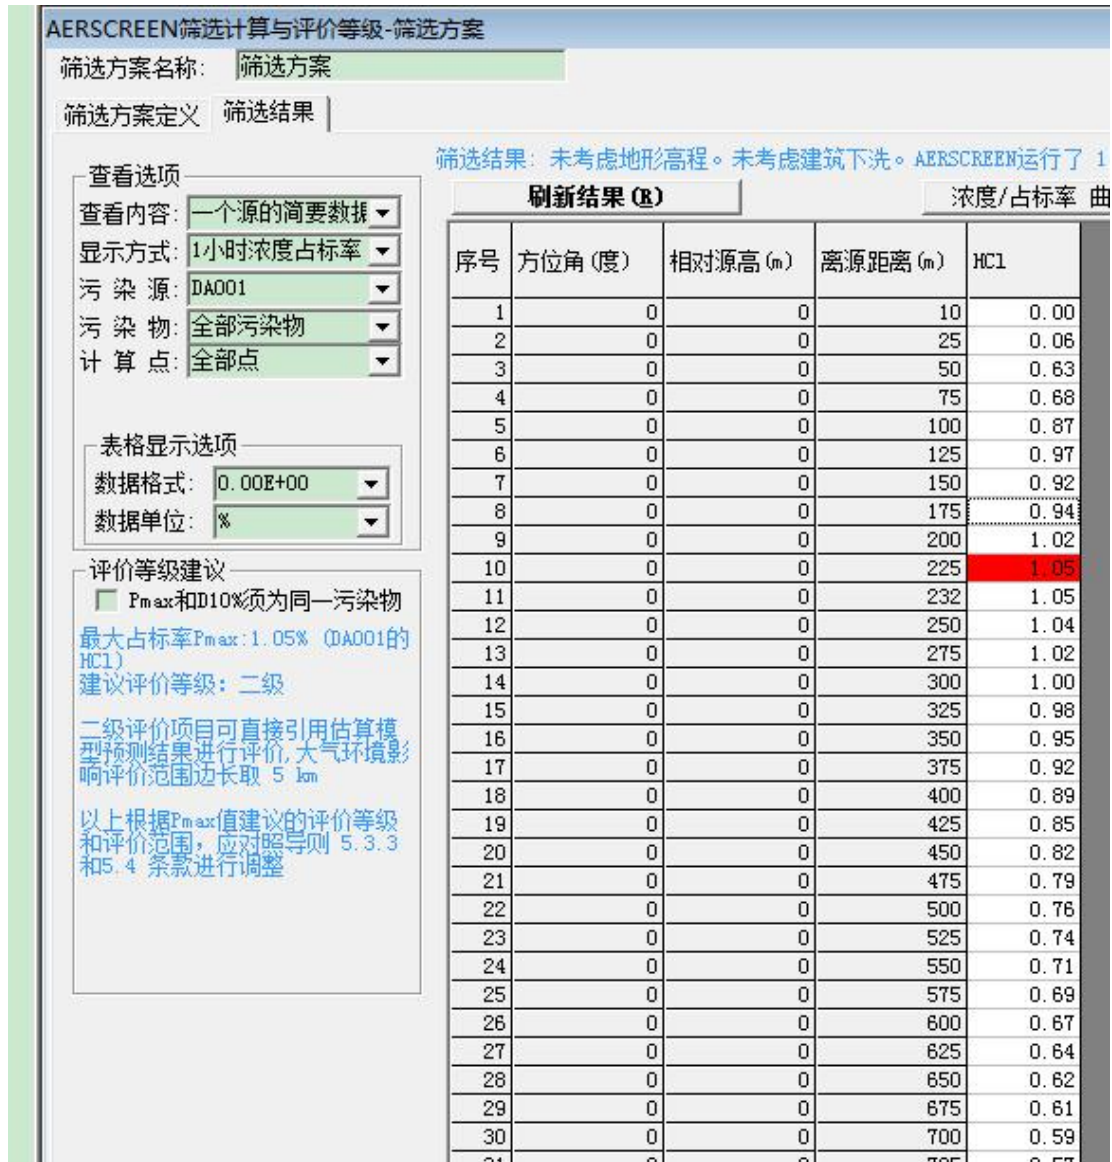 AERSCREEN筛选计算与评价等级-筛选方案
筛选方案名称: 筛选方案
筛选方案定义 筛选结果
筛选结果: 未考虑地形高程。未考虑建筑下洗。AERSCREEN运行了 1
查看选项
查看内容: 一个源的简要数据
显示方式: 1小时浓度占标率
污 染 源: DA001
污 染 物: 全部污染物
计 算 点: 全部点
表格显示选项
数据格式: 0.00E+00
数据单位: %
评价等级建议
Pmax和D10%须为同一污染物
最大占标率Pmax:1.05% (DA001的
HCl)
建议评价等级: 二级
二级评价项目可直接引用估算模
型预测结果进行评价,大气环境影
响评价范围边长取 5 km
以上根据Pmax值建议的评价等级
和评价范围,应对照导则 5.3.3
和5.4 条款进行调整
刷新结果(R) 浓度/占标率 曲
序号 方位角(度) 相对源高(m) 离源距离(m) HCl
1 0 0 10 0.00
2 0 0 25 0.06
3 0 0 50 0.63
4 0 0 75 0.68
5 0 0 100 0.87
6 0 0 125 0.97
7 0 0 150 0.92
8 0 0 175 0.94
9 0 0 200 1.02
10 0 0 225 1.05
11 0 0 232 1.05
12 0 0 250 1.04
13 0 0 275 1.02
14 0 0 300 1.00
15 0 0 325 0.98
16 0 0 350 0.95
17 0 0 375 0.92
18 0 0 400 0.89
19 0 0 425 0.85
20 0 0 450 0.82
21 0 0 475 0.79
22 0 0 500 0.76
23 0 0 525 0.74
24 0 0 550 0.71
25 0 0 575 0.69
26 0 0 600 0.67
27 0 0 625 0.64
28 0 0 650 0.62
29 0 0 675 0.61
30 0 0 700 0.59